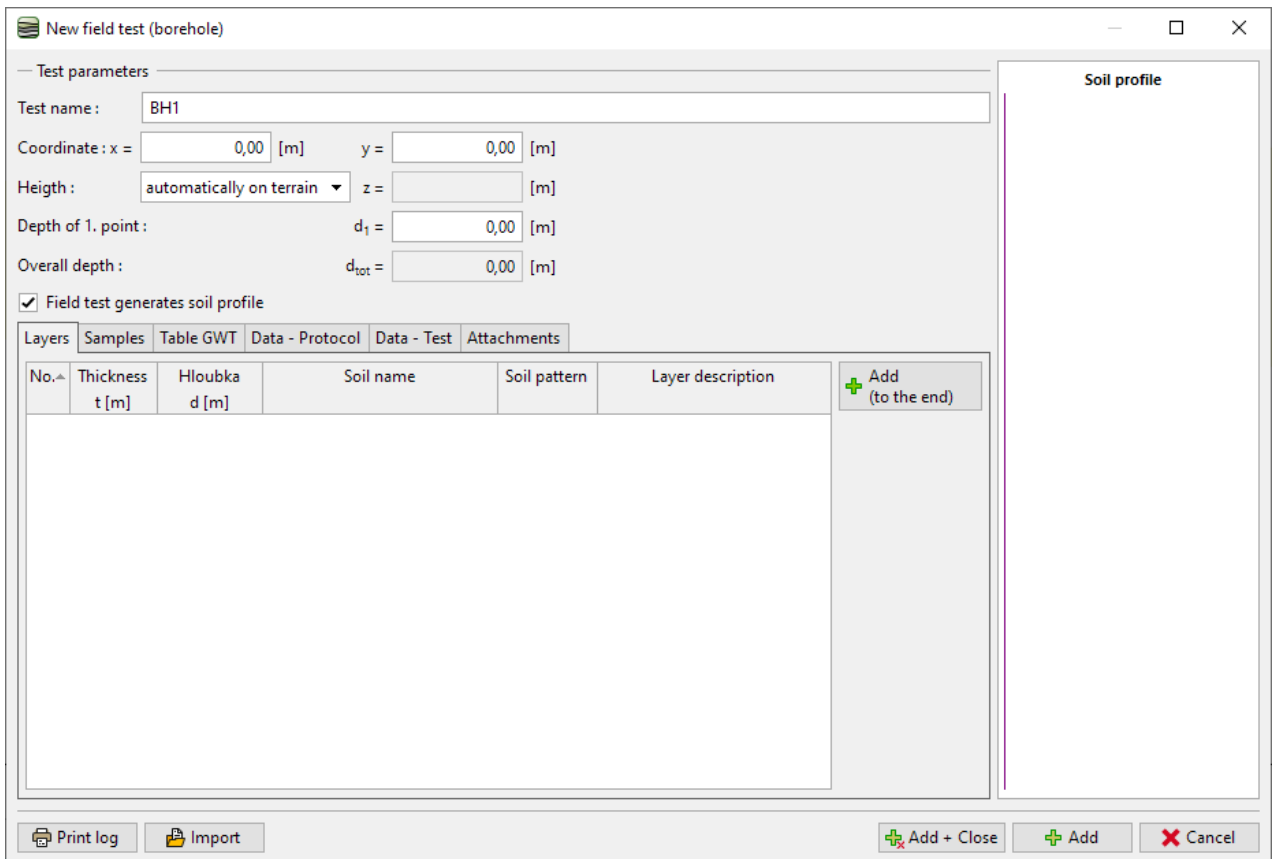 New field test (borehole)
Test parameters
Soil profile
Test name : BH1
Coordinate : x = 0,00 [m] y = 0,00 [m]
Heigth : automatically on terrain z = [m]
Depth of 1. point : d1 = 0,00 [m]
Overall depth : dtot = 0,00 [m]
Field test generates soil profile
Layers Samples Table GWT Data - Protocol Data - Test Attachments
No. Thickness Hloubka Soil name Soil pattern Layer description
t [m] d [m]
Add
(to the end)
Print log Import Add + Close Add Cancel